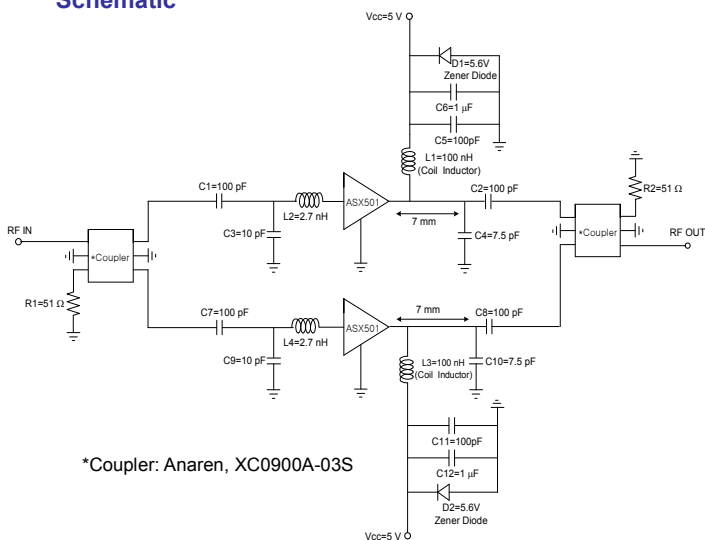 Schematic
Vcc=5 V
D1=5.6V
Zener Diode
C6=1 μF
C5=100pF
L1=100 nH
(Coil Inductor)
C1=100 pF
L2=2.7 nH
C3=10 pF
ASX501
7 mm
C2=100 pF
C4=7.5 pF
R2=51 Ω
*Coupler
RF OUT
RF IN
*Coupler
R1=51 Ω
C7=100 pF
L4=2.7 nH
C9=10 pF
ASX501
7 mm
C8=100 pF
L3=100 nH
(Coil Inductor)
C10=7.5 pF
C11=100pF
C12=1 μF
D2=5.6V
Zener Diode
Vcc=5 V
*Coupler: Anaren, XC0900A-03S